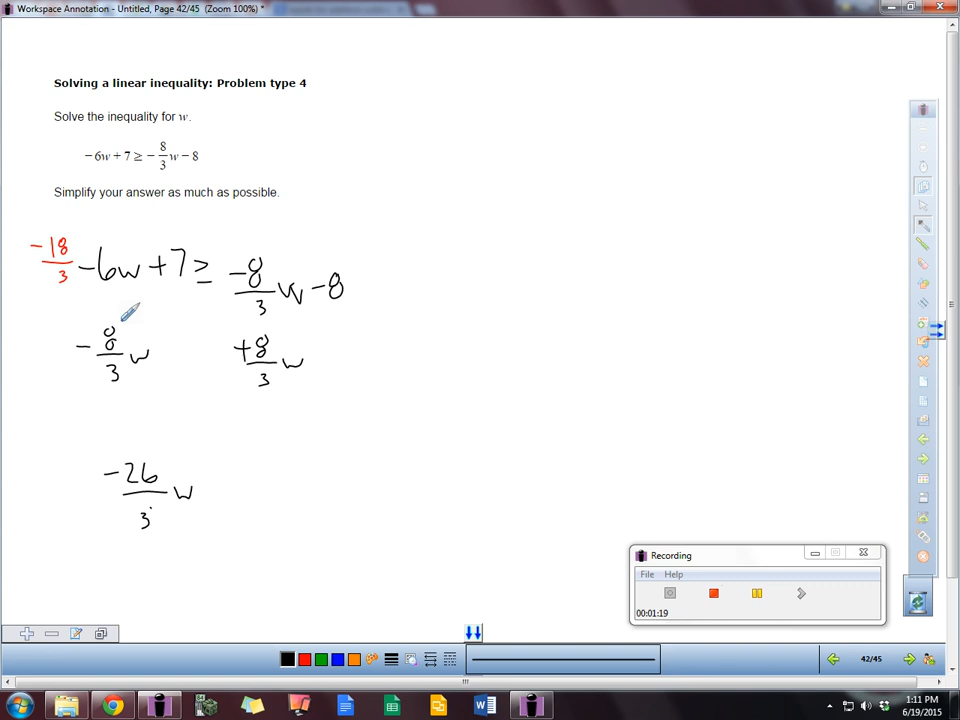 Workspace Annotation - Untitled, Page 42/45 (Zoom 100%) *
Solving a linear inequality: Problem type 4
Solve the inequality for w.
−6w + 7 ≥ −8/3 w − 8
Simplify your answer as much as possible.
−18/3 −6w + 7 ≥ −8/3 w − 8
− 8/3 w +8/3 w
−26/3 w
Recording
File Help
00:01:19
42/45
1:11 PM
6/19/2015